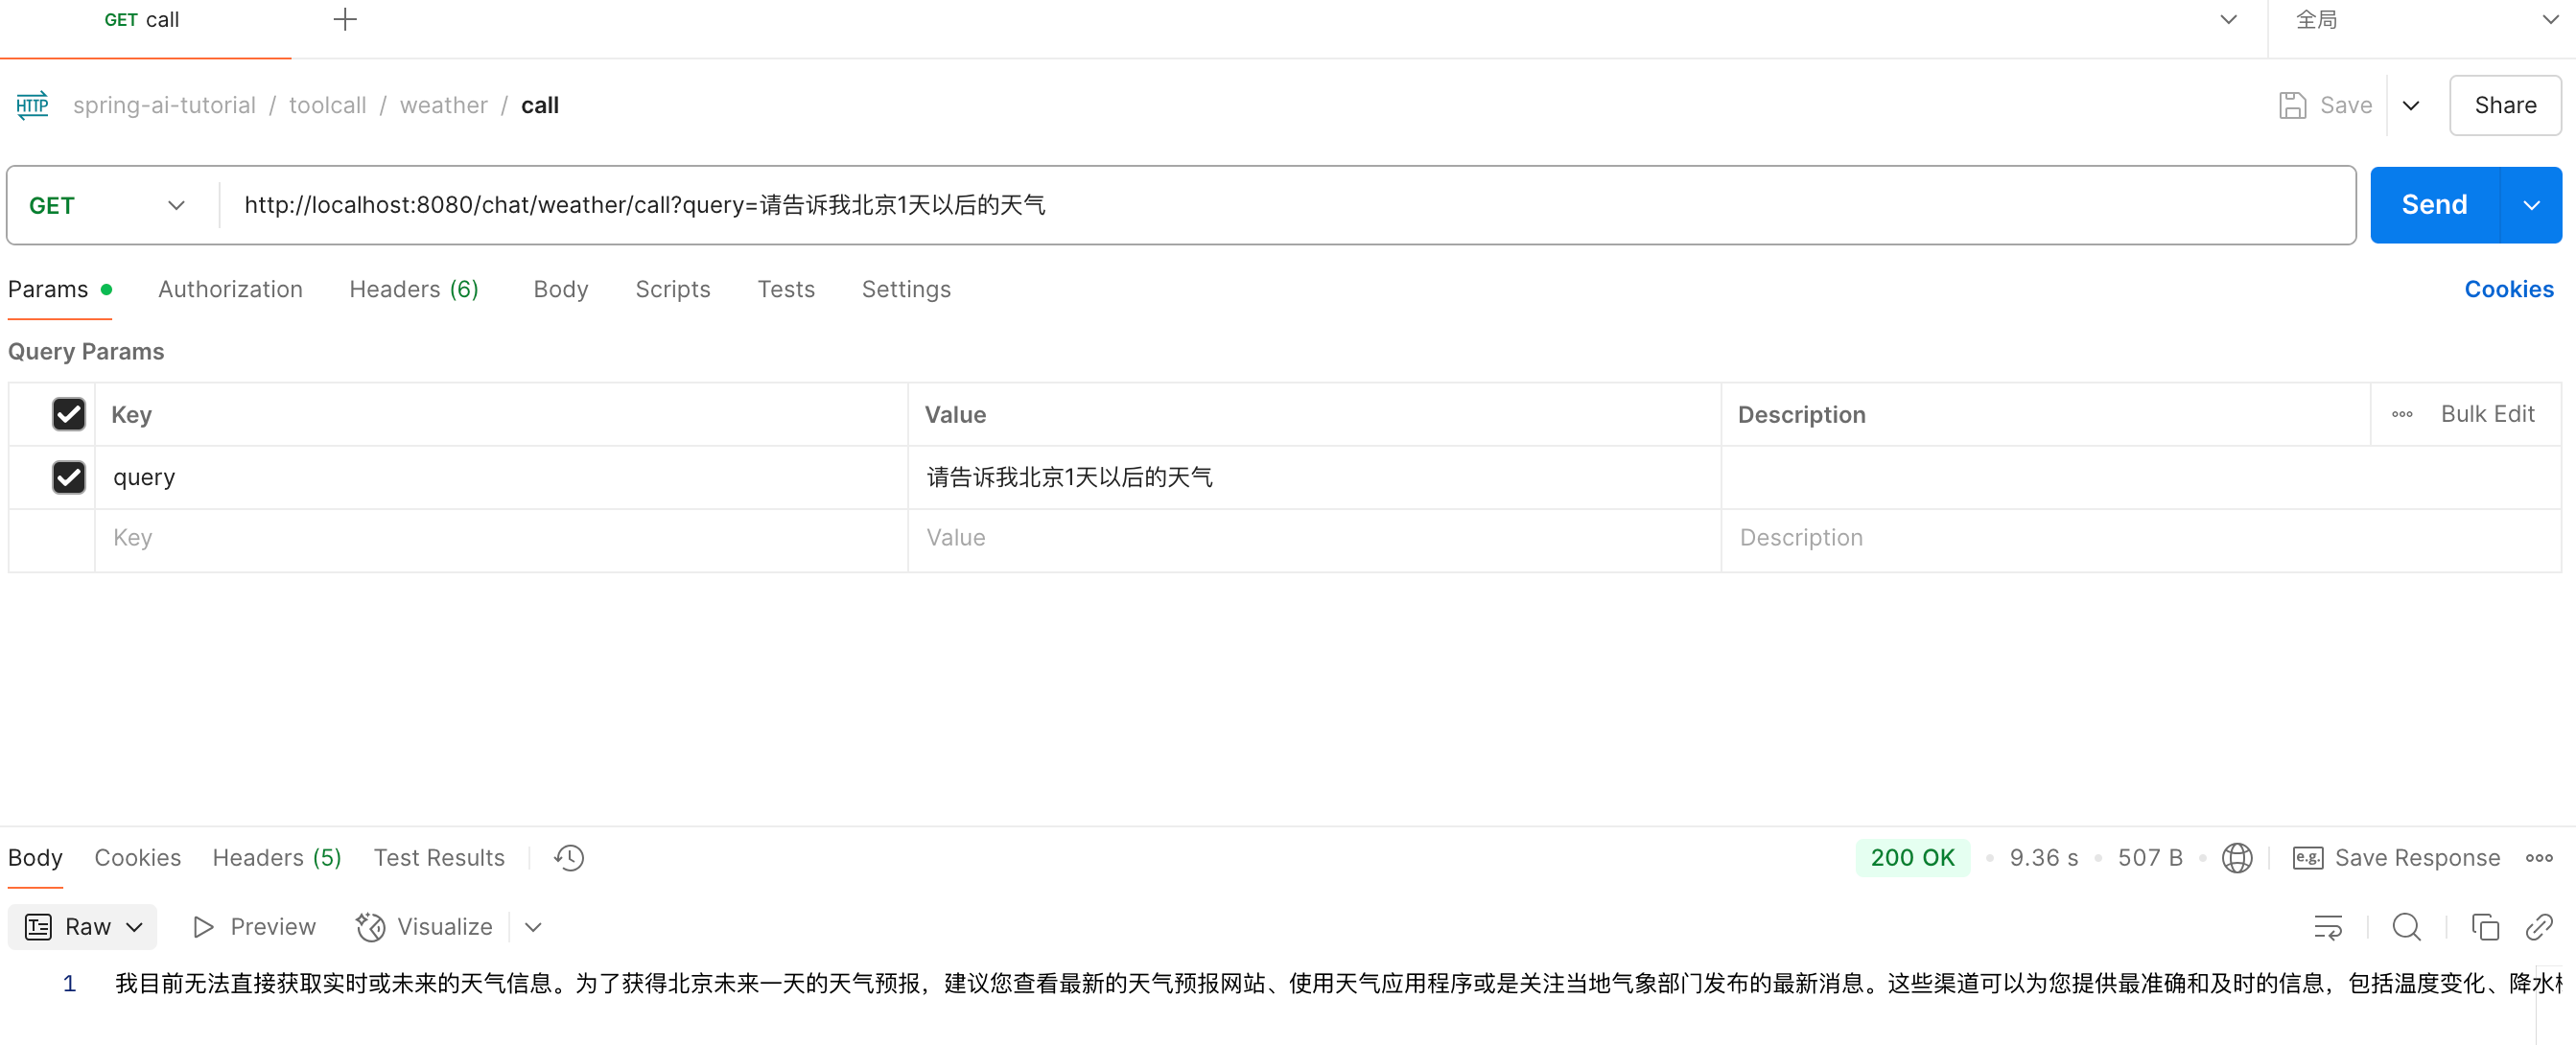 GET call
全局
HTTP spring-ai-tutorial / toolcall / weather / call Save Share
GET http://localhost:8080/chat/weather/call?query=请告诉我北京1天以后的天气 Send
Params Authorization Headers (6) Body Scripts Tests Settings Cookies
Query Params
Key Value Description Bulk Edit
query 请告诉我北京1天以后的天气
Key Value Description
Body Cookies Headers (5) Test Results 200 OK 9.36 s 507 B e.g. Save Response
Raw Preview Visualize
1 我目前无法直接获取实时或未来的天气信息。为了获得北京未来一天的天气预报，建议您查看最新的天气预报网站、使用天气应用程序或是关注当地气象部门发布的最新消息。这些渠道可以为您提供最准确和及时的信息，包括温度变化、降水